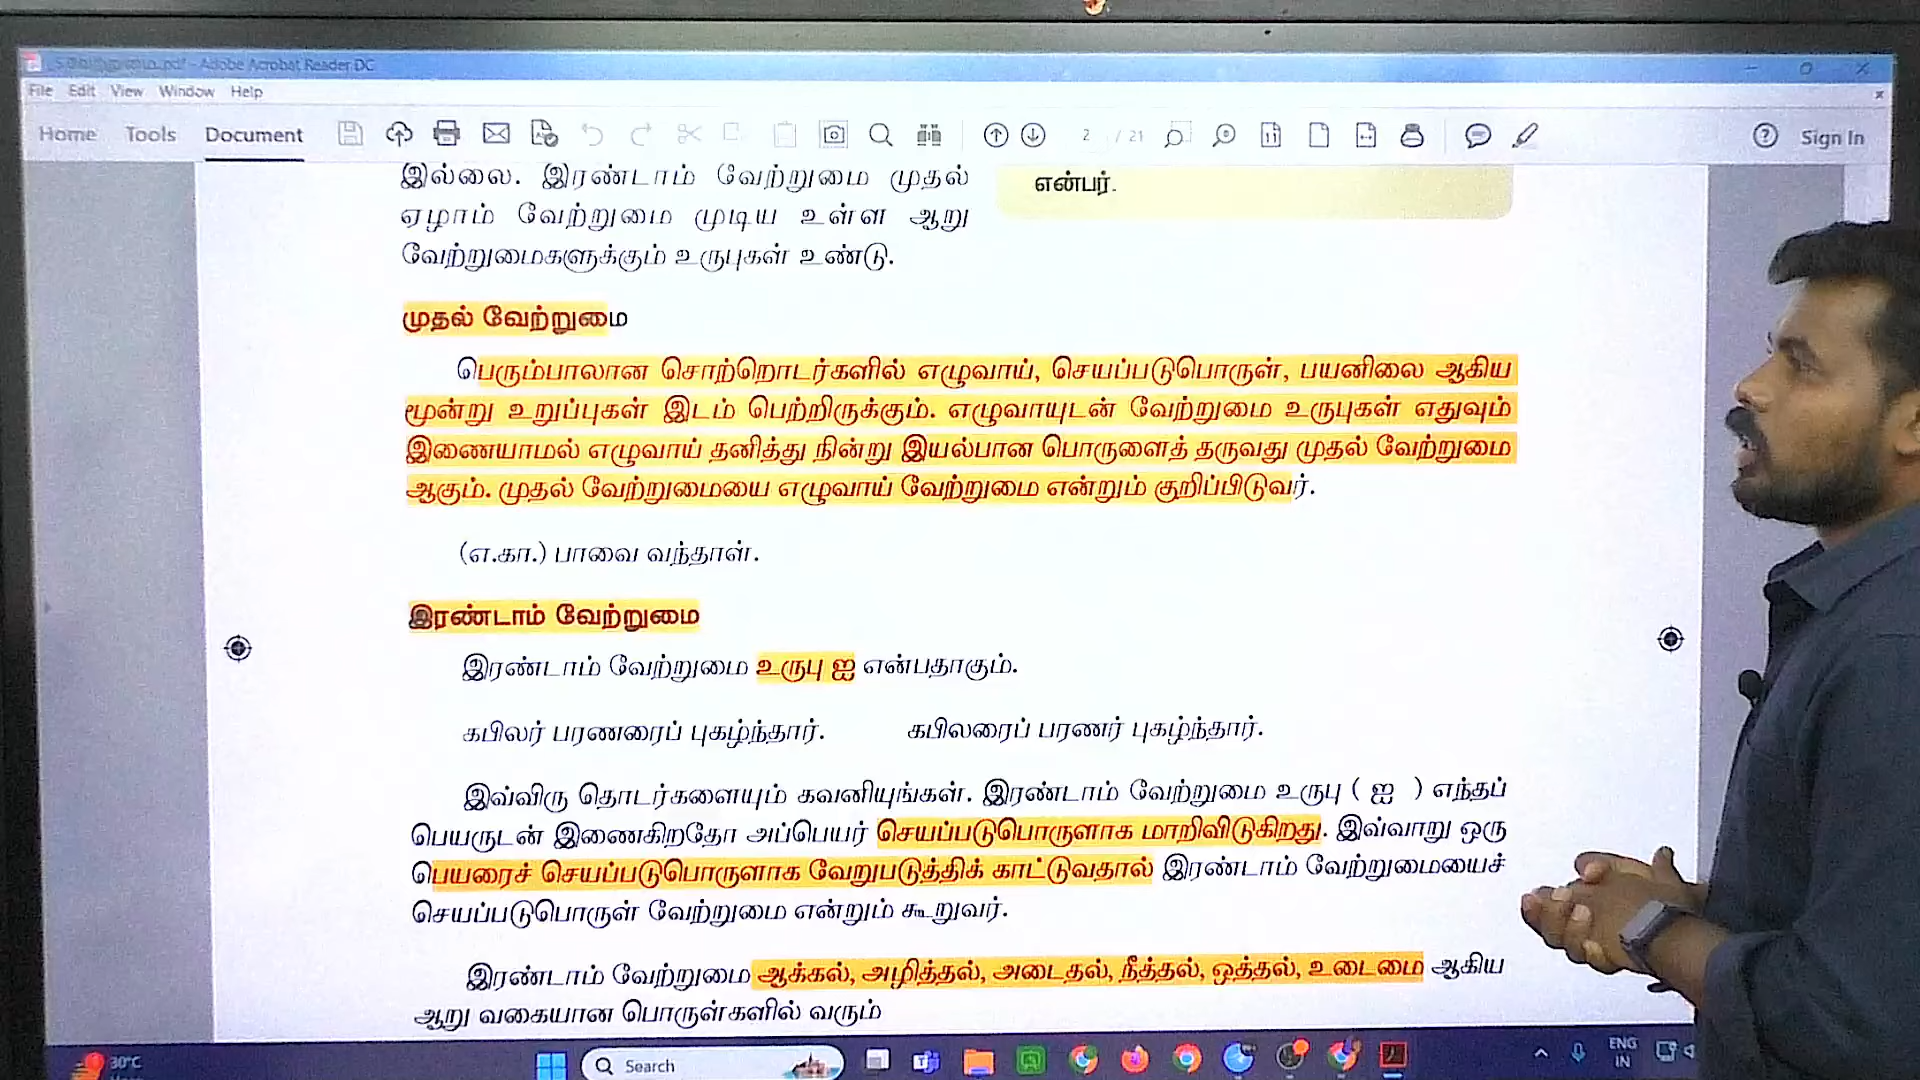 - Adobe Acrobat Reader DC
File Edit View Window Help
Home Tools Document 2 / 21 Sign In
இல்லை. இரண்டாம் வேற்றுமை முதல்
ஏழாம் வேற்றுமை முடிய உள்ள ஆறு
வேற்றுமைகளுக்கும் உருபுகள் உண்டு.
என்பர்.
முதல் வேற்றுமை
பெரும்பாலான சொற்றொடர்களில் எழுவாய், செயப்படுபொருள், பயனிலை ஆகிய
மூன்று உறுப்புகள் இடம் பெற்றிருக்கும். எழுவாயுடன் வேற்றுமை உருபுகள் எதுவும்
இணையாமல் எழுவாய் தனித்து நின்று இயல்பான பொருளைத் தருவது முதல் வேற்றுமை
ஆகும். முதல் வேற்றுமையை எழுவாய் வேற்றுமை என்றும் குறிப்பிடுவர்.
(எ.கா.) பாவை வந்தாள்.
இரண்டாம் வேற்றுமை
இரண்டாம் வேற்றுமை உருபு ஐ என்பதாகும்.
கபிலர் பரணரைப் புகழ்ந்தார். கபிலரைப் பரணர் புகழ்ந்தார்.
இவ்விரு தொடர்களையும் கவனியுங்கள். இரண்டாம் வேற்றுமை உருபு ( ஐ ) எந்தப்
பெயருடன் இணைகிறதோ அப்பெயர் செயப்படுபொருளாக மாறிவிடுகிறது. இவ்வாறு ஒரு
பெயரைச் செயப்படுபொருளாக வேறுபடுத்திக் காட்டுவதால் இரண்டாம் வேற்றுமையைச்
செயப்படுபொருள் வேற்றுமை என்றும் கூறுவர்.
இரண்டாம் வேற்றுமை ஆக்கல், அழித்தல், அடைதல், நீத்தல், ஒத்தல், உடைமை ஆகிய
ஆறு வகையான பொருள்களில் வரும்
30°C
Search
ENG
IN